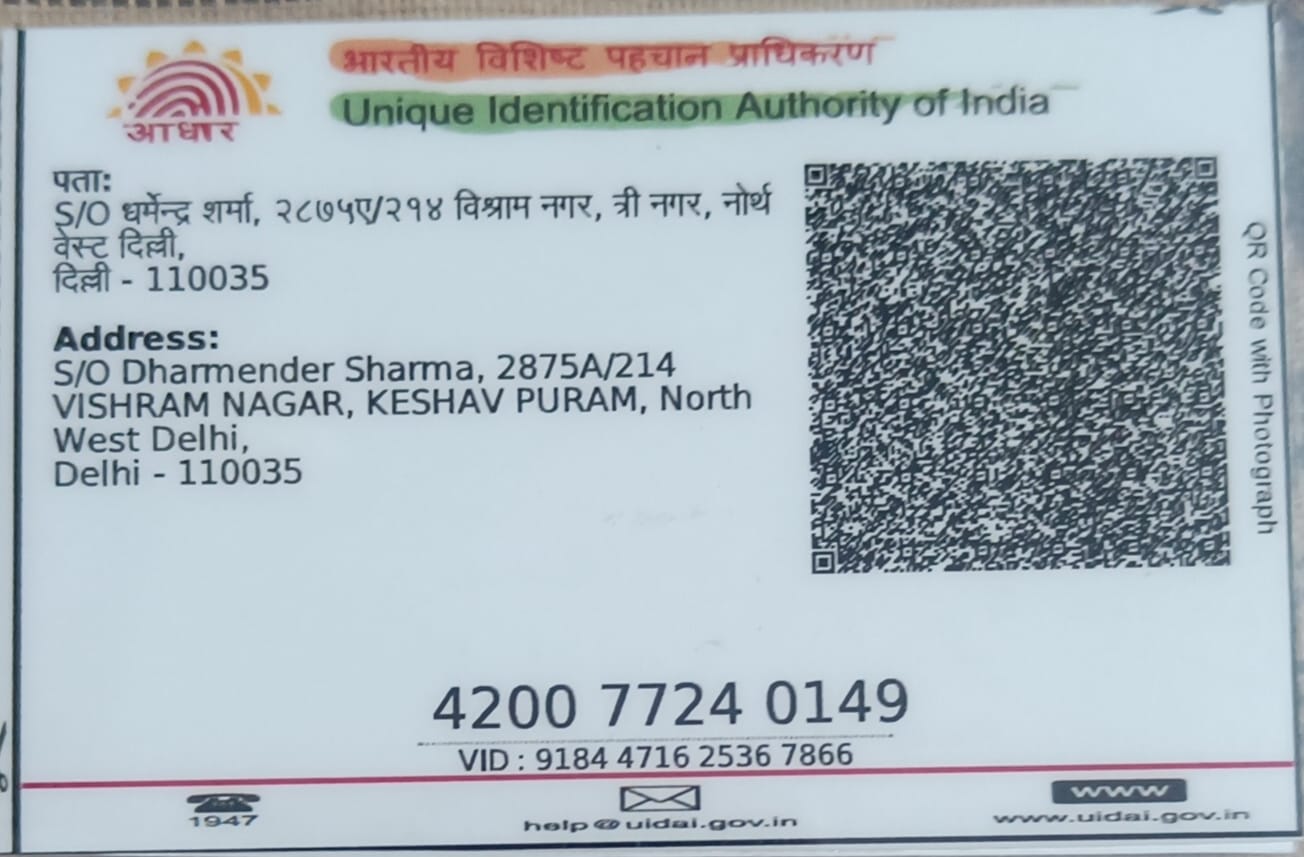 भारतीय विशिष्ट पहचान प्राधिकरण
Unique Identification Authority of India
आधार
पता:
S/O धर्मेन्द्र शर्मा, २८७५ए/२१४ विश्राम नगर, त्री नगर, नोर्थ
वेस्ट दिल्ली,
दिल्ली - 110035
Address:
S/O Dharmender Sharma, 2875A/214
VISHRAM NAGAR, KESHAV PURAM, North
West Delhi,
Delhi - 110035
QR Code with Photograph
4200 7724 0149
VID : 9184 4716 2536 7866
1947
help@uidai.gov.in
www
www.uidai.gov.in